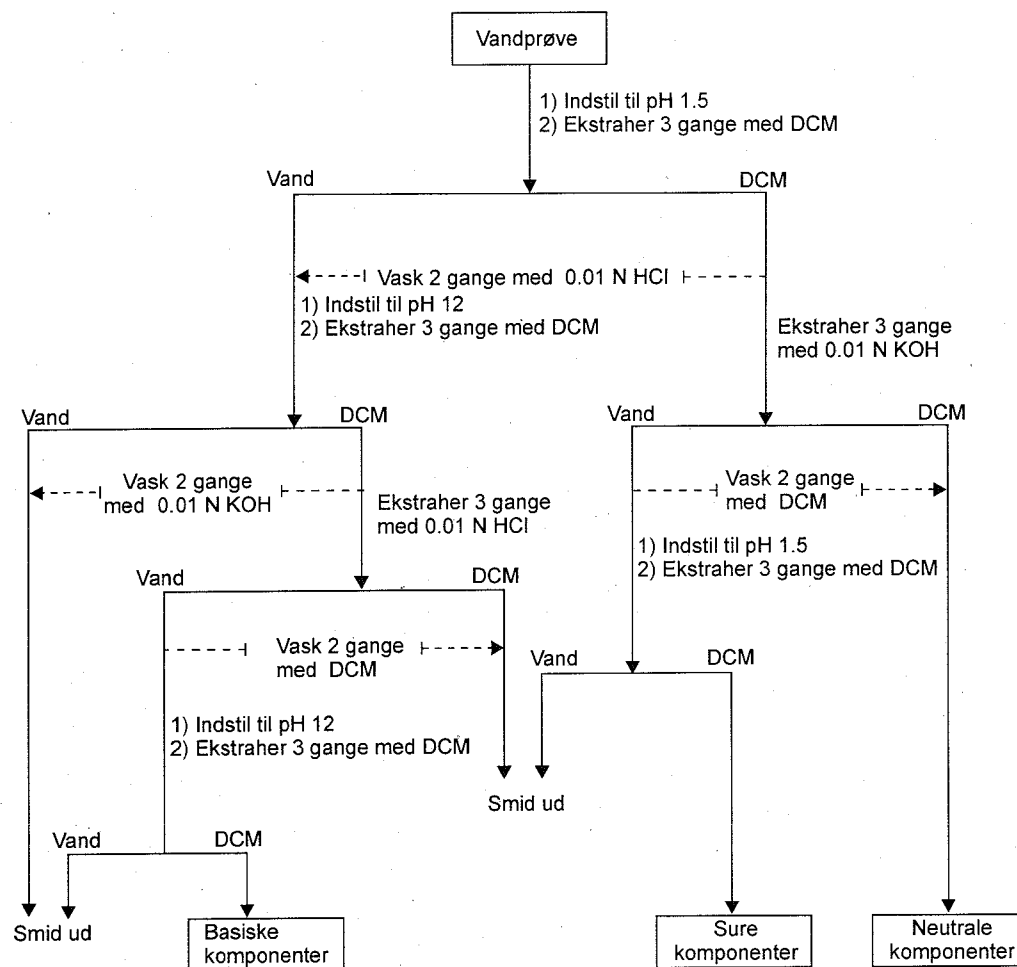 Vandprøve
1) Indstil til pH 1.5
2) Ekstraher 3 gange med DCM
Vand
DCM
Vask 2 gange med 0.01 N HCl
1) Indstil til pH 12
2) Ekstraher 3 gange med DCM
Ekstraher 3 gange
med 0.01 N KOH
Vand
DCM
Vand
DCM
Vask 2 gange
med 0.01 N KOH
Ekstraher 3 gange
med 0.01 N HCl
Vask 2 gange
med DCM
1) Indstil til pH 1.5
2) Ekstraher 3 gange med DCM
Vand
DCM
Vask 2 gange
med DCM
Vand
DCM
1) Indstil til pH 12
2) Ekstraher 3 gange med DCM
Smid ud
Vand
DCM
Smid ud
Basiske
komponenter
Sure
komponenter
Neutrale
komponenter